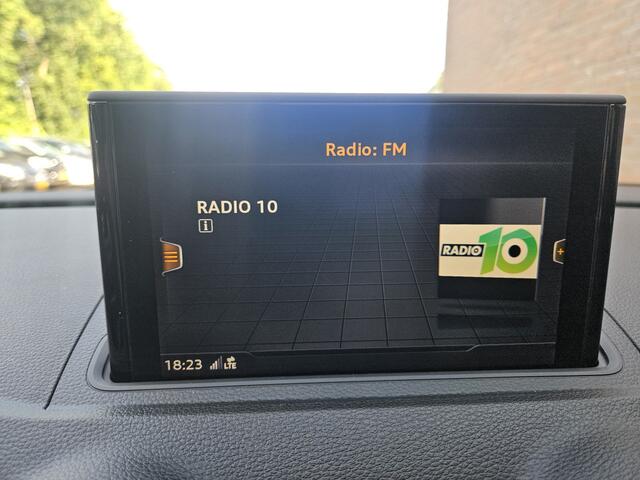 Radio: FM
RADIO 10
i
RADIO 10
+
18:23 LTE